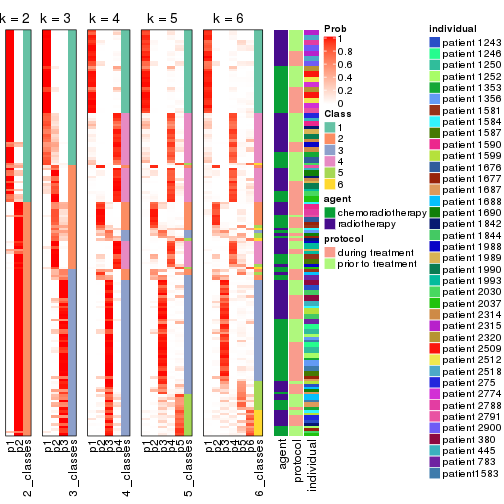 k = 2
k = 3
k = 4
k = 5
k = 6
p1
p2
2_classes
p1
p2
p3
3_classes
p1
p2
p3
p4
4_classes
p1
p2
p3
p4
p5
5_classes
p1
p2
p3
p4
p5
p6
6_classes
agent
protocol
individual
Prob
1
0.8
0.6
0.4
0.2
0
Class
1
2
3
4
5
6
agent
chemoradiotherapy
radiotherapy
protocol
during treatment
prior to treatment
individual
patient 1243
patient 1246
patient 1250
patient 1252
patient 1353
patient 1356
patient 1581
patient 1584
patient 1587
patient 1590
patient 1599
patient 1676
patient 1677
patient 1687
patient 1688
patient 1690
patient 1842
patient 1844
patient 1988
patient 1989
patient 1990
patient 1993
patient 2030
patient 2037
patient 2314
patient 2315
patient 2320
patient 2509
patient 2512
patient 2518
patient 275
patient 2774
patient 2788
patient 2791
patient 2900
patient 380
patient 445
patient 783
patient1583